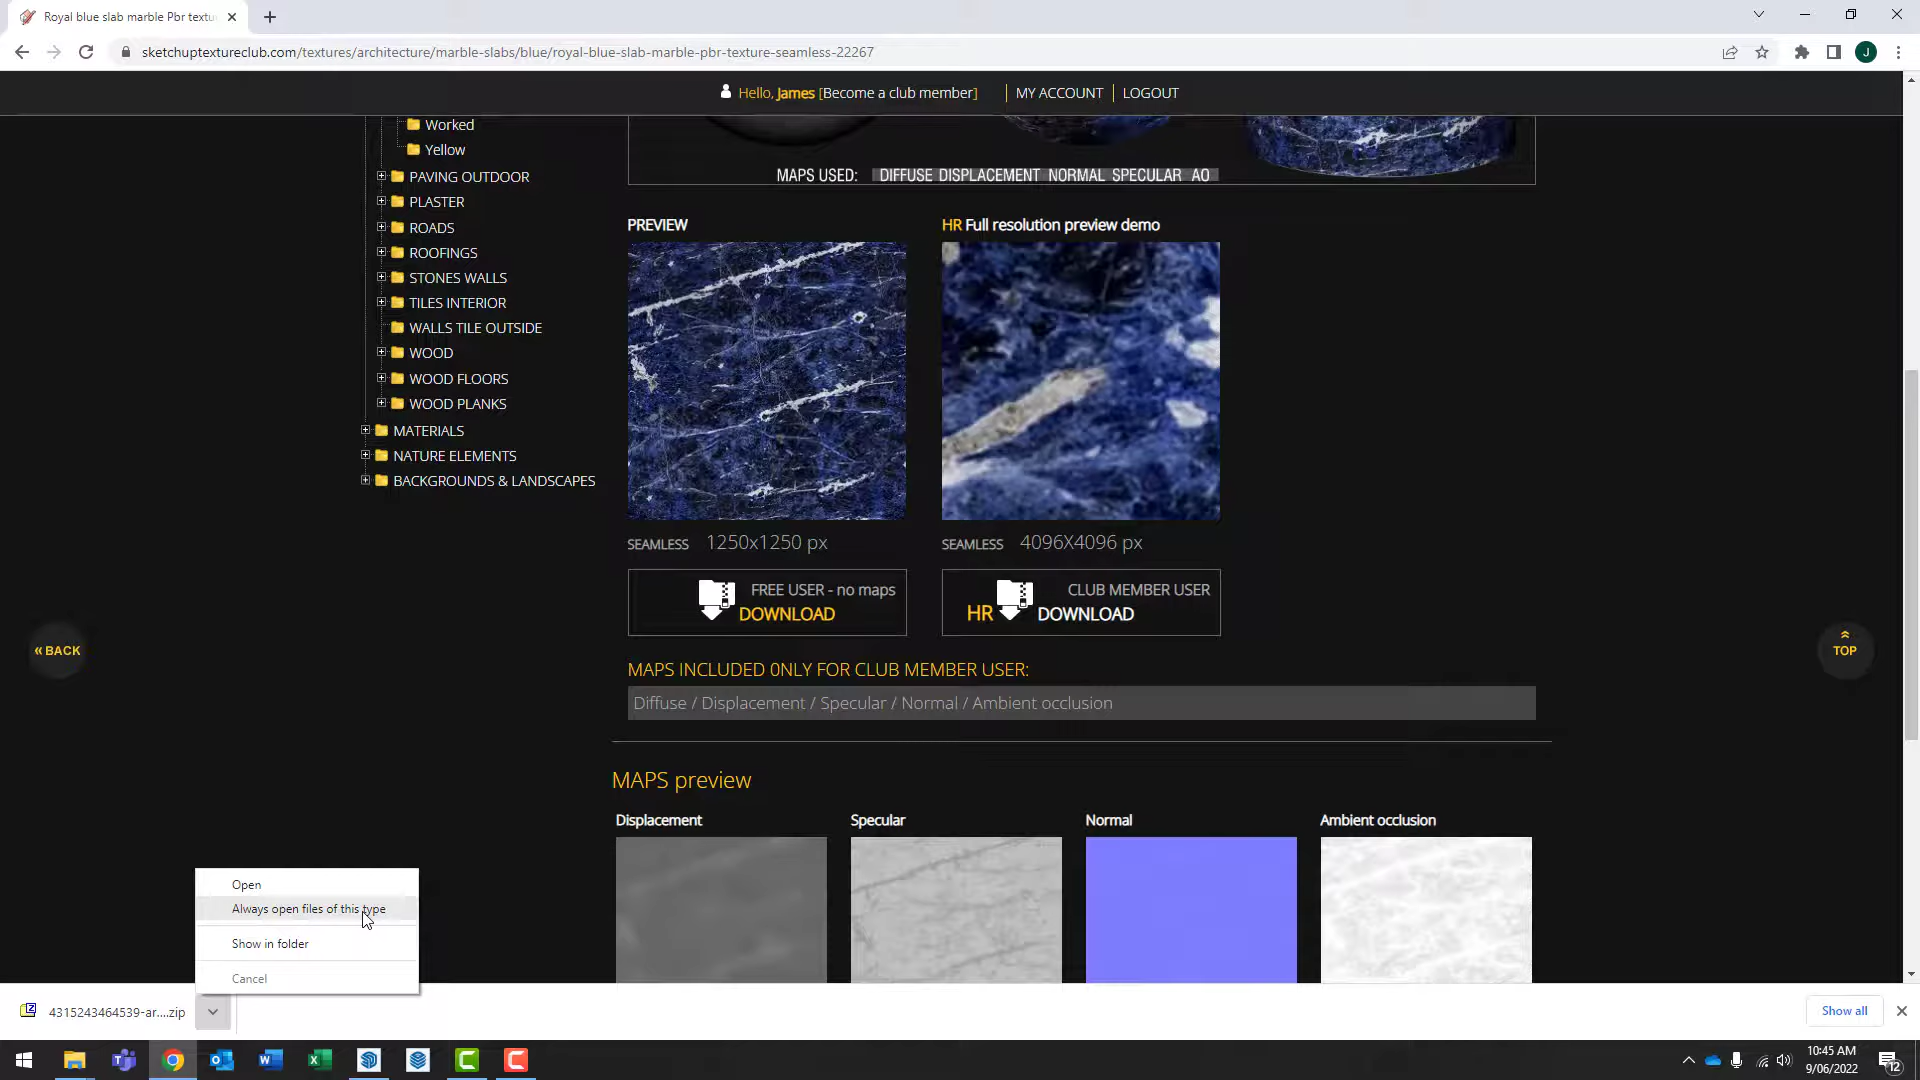 Royal blue slab marble Pbr textu
sketchuptextureclub.com/textures/architecture/marble-slabs/blue/royal-blue-slab-marble-pbr-texture-seamless-22267
J
Hello, James [Become a club member]
MY ACCOUNT
LOGOUT
Worked
Yellow
PAVING OUTDOOR
PLASTER
ROADS
ROOFINGS
STONES WALLS
TILES INTERIOR
WALLS TILE OUTSIDE
WOOD
WOOD FLOORS
WOOD PLANKS
MATERIALS
NATURE ELEMENTS
BACKGROUNDS & LANDSCAPES
MAPS USED: DIFFUSE DISPLACEMENT NORMAL SPECULAR AO
PREVIEW
HR Full resolution preview demo
SEAMLESS 1250x1250 px
SEAMLESS 4096X4096 px
FREE USER - no maps
DOWNLOAD
CLUB MEMBER USER
HR DOWNLOAD
« BACK
TOP
MAPS INCLUDED 0NLY FOR CLUB MEMBER USER:
Diffuse / Displacement / Specular / Normal / Ambient occlusion
MAPS preview
Displacement
Specular
Normal
Ambient occlusion
Open
Always open files of this type
Show in folder
Cancel
4315243464539-ar....zip
Show all
10:45 AM
9/06/2022
12